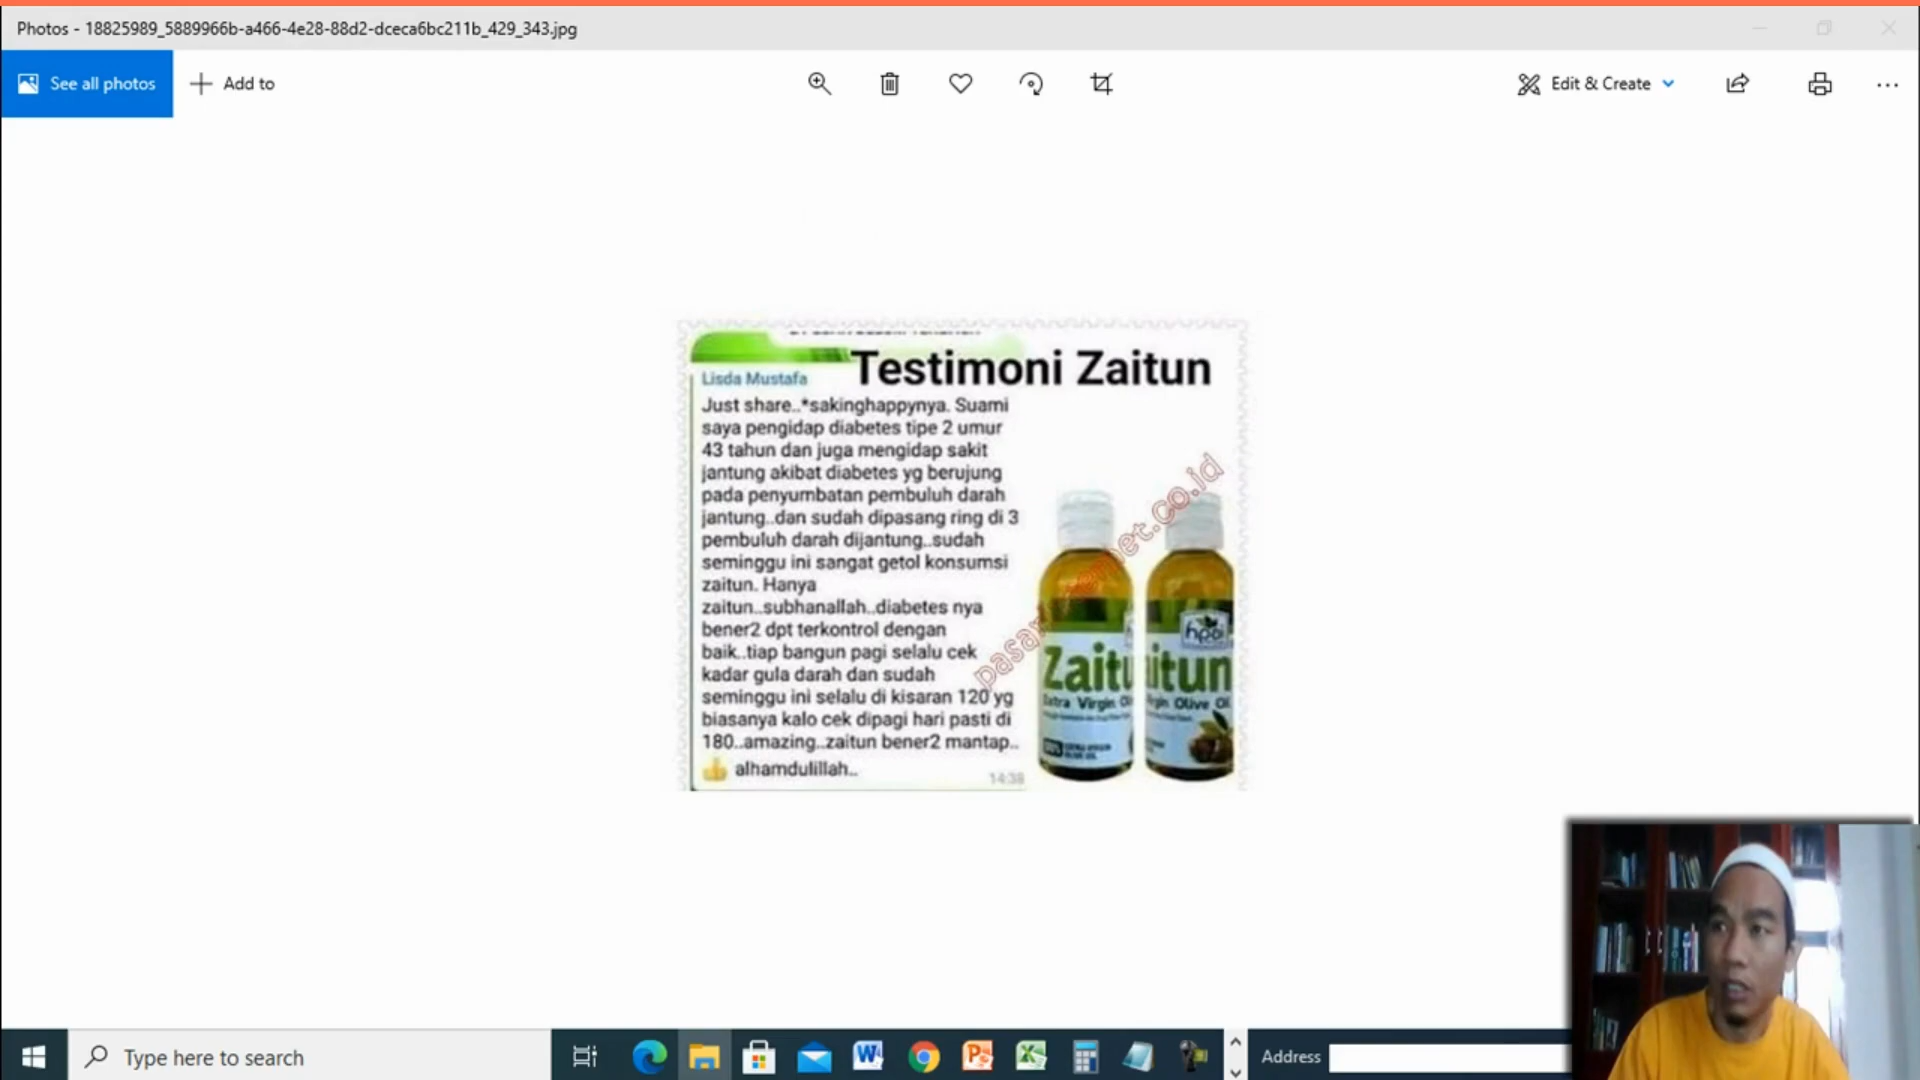 Photos - 18825989_5889966b-a466-4e28-88d2-dceca6bc211b_429_343.jpg
See all photos
Add to
Edit & Create
Testimoni Zaitun
Lisda Mustafa
Just share..*sakinghappynya. Suami
saya pengidap diabetes tipe 2 umur
43 tahun dan juga mengidap sakit
jantung akibat diabetes yg berujung
pada penyumbatan pembuluh darah
jantung..dan sudah dipasang ring di 3
pembuluh darah dijantung..sudah
seminggu ini sangat getol konsumsi
zaitun. Hanya
zaitun..subhanallah..diabetes nya
bener2 dpt terkontrol dengan
baik..tiap bangun pagi selalu cek
kadar gula darah dan sudah
seminggu ini selalu di kisaran 120 yg
biasanya kalo cek dipagi hari pasti di
180..amazing..zaitun bener2 mantap..
alhamdulillah..
14:38
hpai
Zaitu
itun
Extra Virgin Ol
Virgin Olive Oil
Type here to search
Address